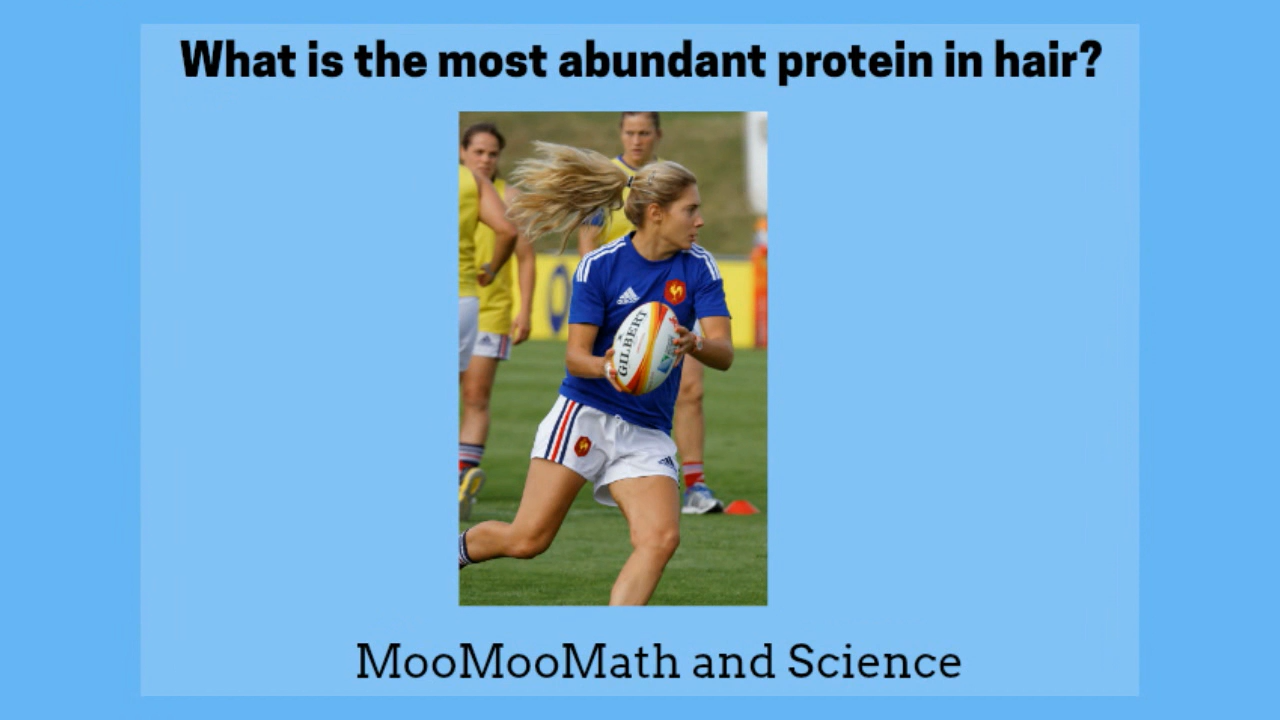 What is the most abundant protein in hair?
GILBERT
MooMooMath and Science